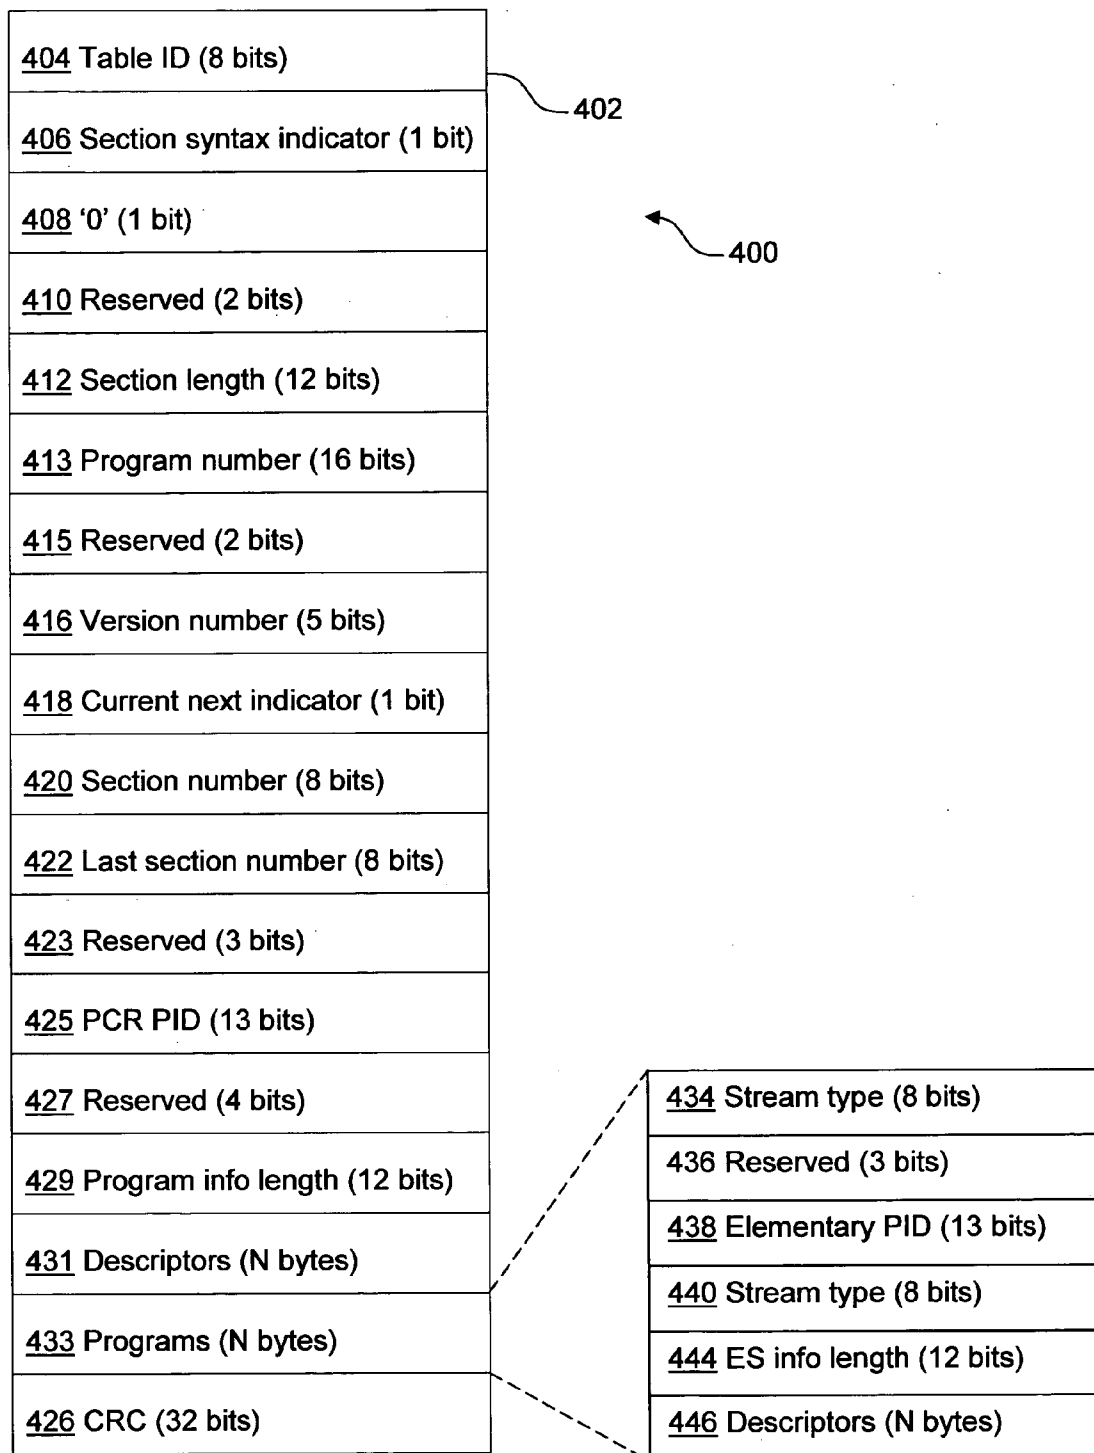 404 Table ID (8 bits)
402
406 Section syntax indicator (1 bit)
408 ‘0’ (1 bit)
400
410 Reserved (2 bits)
412 Section length (12 bits)
413 Program number (16 bits)
415 Reserved (2 bits)
416 Version number (5 bits)
418 Current next indicator (1 bit)
420 Section number (8 bits)
422 Last section number (8 bits)
423 Reserved (3 bits)
425 PCR PID (13 bits)
427 Reserved (4 bits)
429 Program info length (12 bits)
431 Descriptors (N bytes)
433 Programs (N bytes)
426 CRC (32 bits)
434 Stream type (8 bits)
436 Reserved (3 bits)
438 Elementary PID (13 bits)
440 Stream type (8 bits)
444 ES info length (12 bits)
446 Descriptors (N bytes)